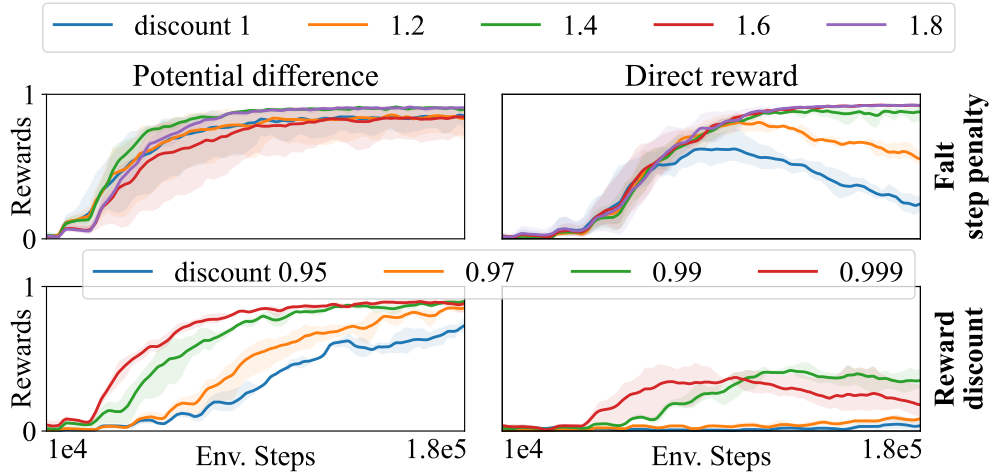 discount 1 1.2 1.4 1.6 1.8
Potential difference Direct reward
1
Rewards
0
Falt
step penalty
discount 0.95 0.97 0.99 0.999
1
Rewards
0
Reward
discount
1e4 Env. Steps 1.8e5 1e4 Env. Steps 1.8e5